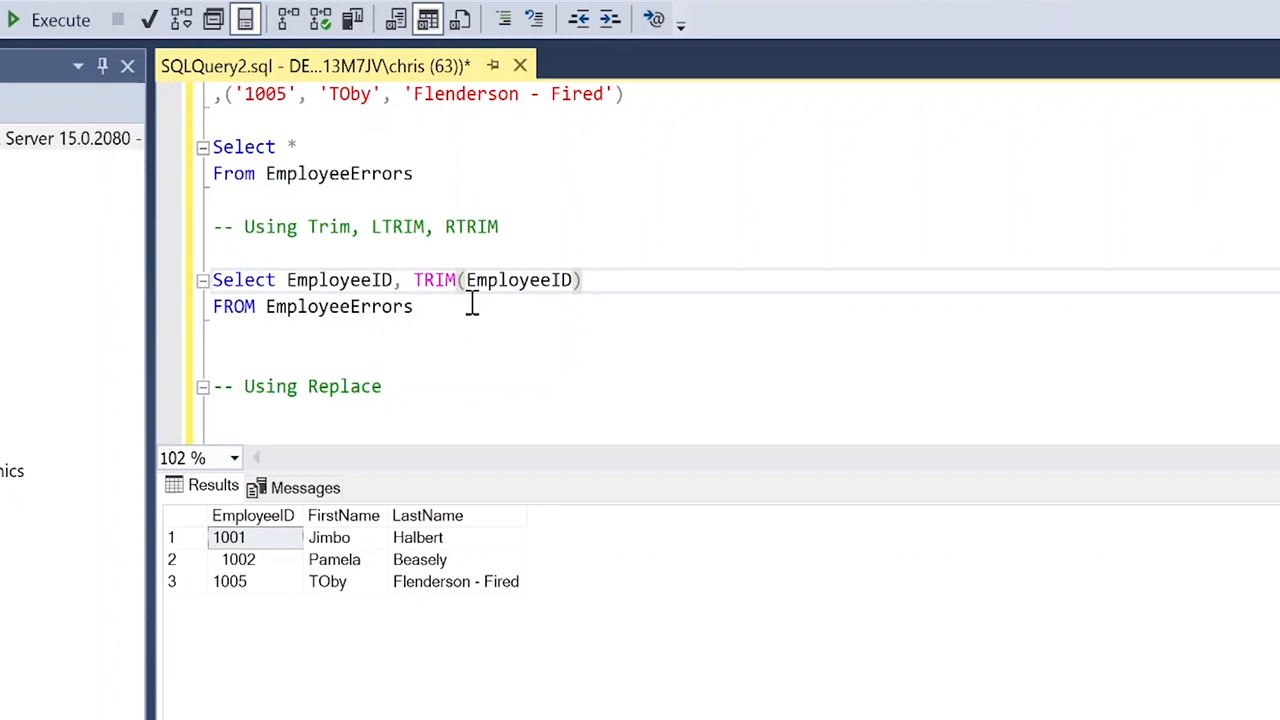 Execute
SQLQuery2.sql - DE...13M7JV\chris (63))*
,('1005', 'TOby', 'Flenderson - Fired')
Server 15.0.2080 -
Select *
From EmployeeErrors
-- Using Trim, LTRIM, RTRIM
Select EmployeeID, TRIM(EmployeeID)
FROM EmployeeErrors
-- Using Replace
102 %
nics
Results Messages
EmployeeID FirstName LastName
1 1001 Jimbo Halbert
2 1002 Pamela Beasely
3 1005 TOby Flenderson - Fired